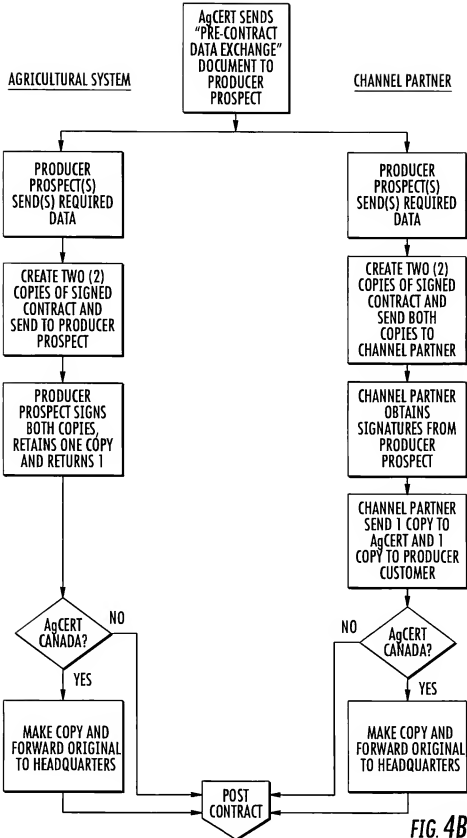 AgCERT SENDS
"PRE-CONTRACT
DATA EXCHANGE"
DOCUMENT TO
PRODUCER
PROSPECT
AGRICULTURAL SYSTEM
CHANNEL PARTNER
PRODUCER
PROSPECT(S)
SEND(S) REQUIRED
DATA
CREATE TWO (2)
COPIES OF SIGNED
CONTRACT AND
SEND TO PRODUCER
PROSPECT
PRODUCER
PROSPECT SIGNS
BOTH COPIES,
RETAINS ONE COPY
AND RETURNS 1
AgCERT
CANADA?
NO
YES
MAKE COPY AND
FORWARD ORIGINAL
TO HEADQUARTERS
PRODUCER
PROSPECT(S)
SEND(S) REQUIRED
DATA
CREATE TWO (2)
COPIES OF SIGNED
CONTRACT AND
SEND BOTH
COPIES TO
CHANNEL PARTNER
CHANNEL PARTNER
OBTAINS
SIGNATURES FROM
PRODUCER
PROSPECT
CHANNEL PARTNER
SEND 1 COPY TO
AgCERT AND 1
COPY TO PRODUCER
CUSTOMER
NO
AgCERT
CANADA?
YES
MAKE COPY AND
FORWARD ORIGINAL
TO HEADQUARTERS
POST
CONTRACT
FIG. 4B